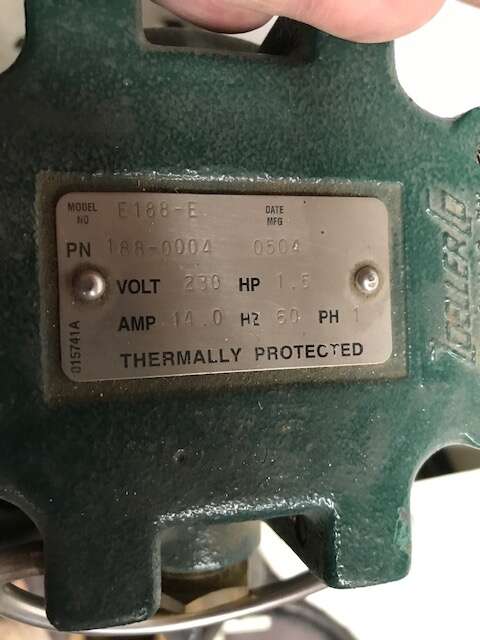 MODEL NO E188-E DATE MFG
PN 188-0004 0504
VOLT 230 HP 1.5
AMP 14.0 HZ 60 PH 1
THERMALLY PROTECTED
015741A